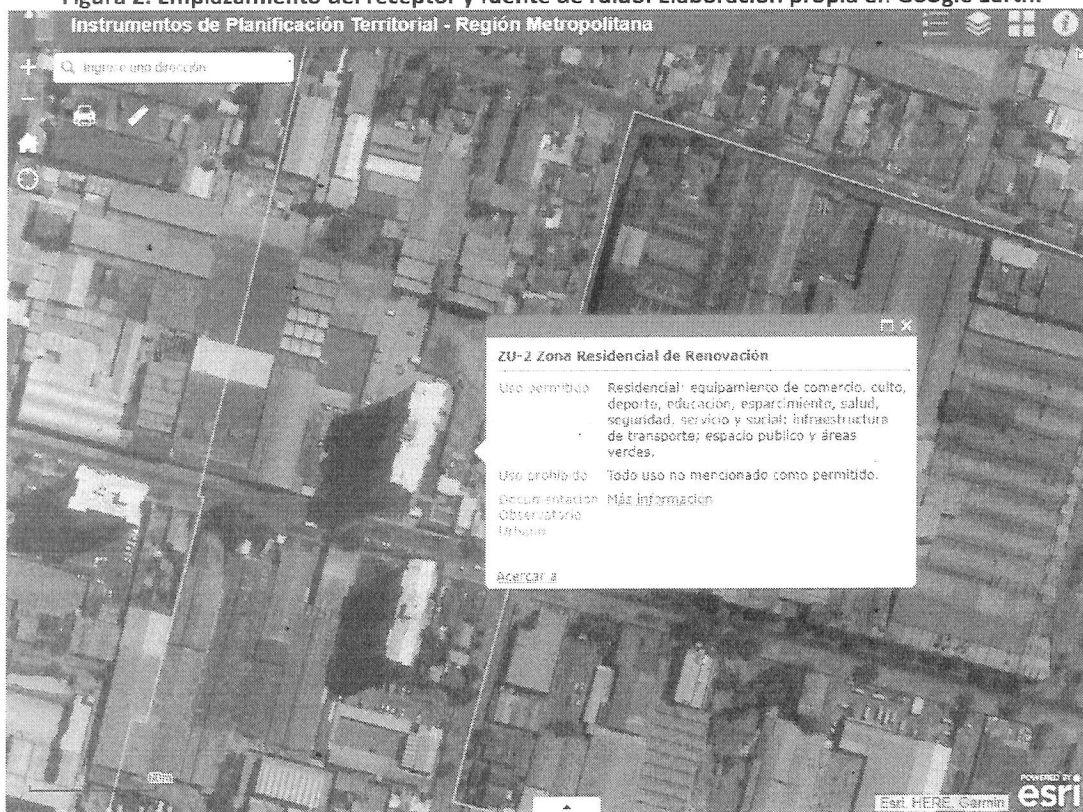 Figura 2. Emplazamiento del receptor y fuente de ruido. Elaboración propia en Google Earth.
Instrumentos de Planificación Territorial - Región Metropolitana
Ingrese una dirección
ZU-2 Zona Residencial de Renovación
Uso permitido Residencial; equipamiento de comercio, culto,
deporte, educación, esparcimiento, salud,
seguridad, servicio y social; infraestructura
de transporte; espacio publico y áreas
verdes.
Uso prohibido Todo uso no mencionado como permitido.
Documentación Más informacion
Observatorio
Urbano
Acercar a
POWERED BY
esri
Esri, HERE, Garmin